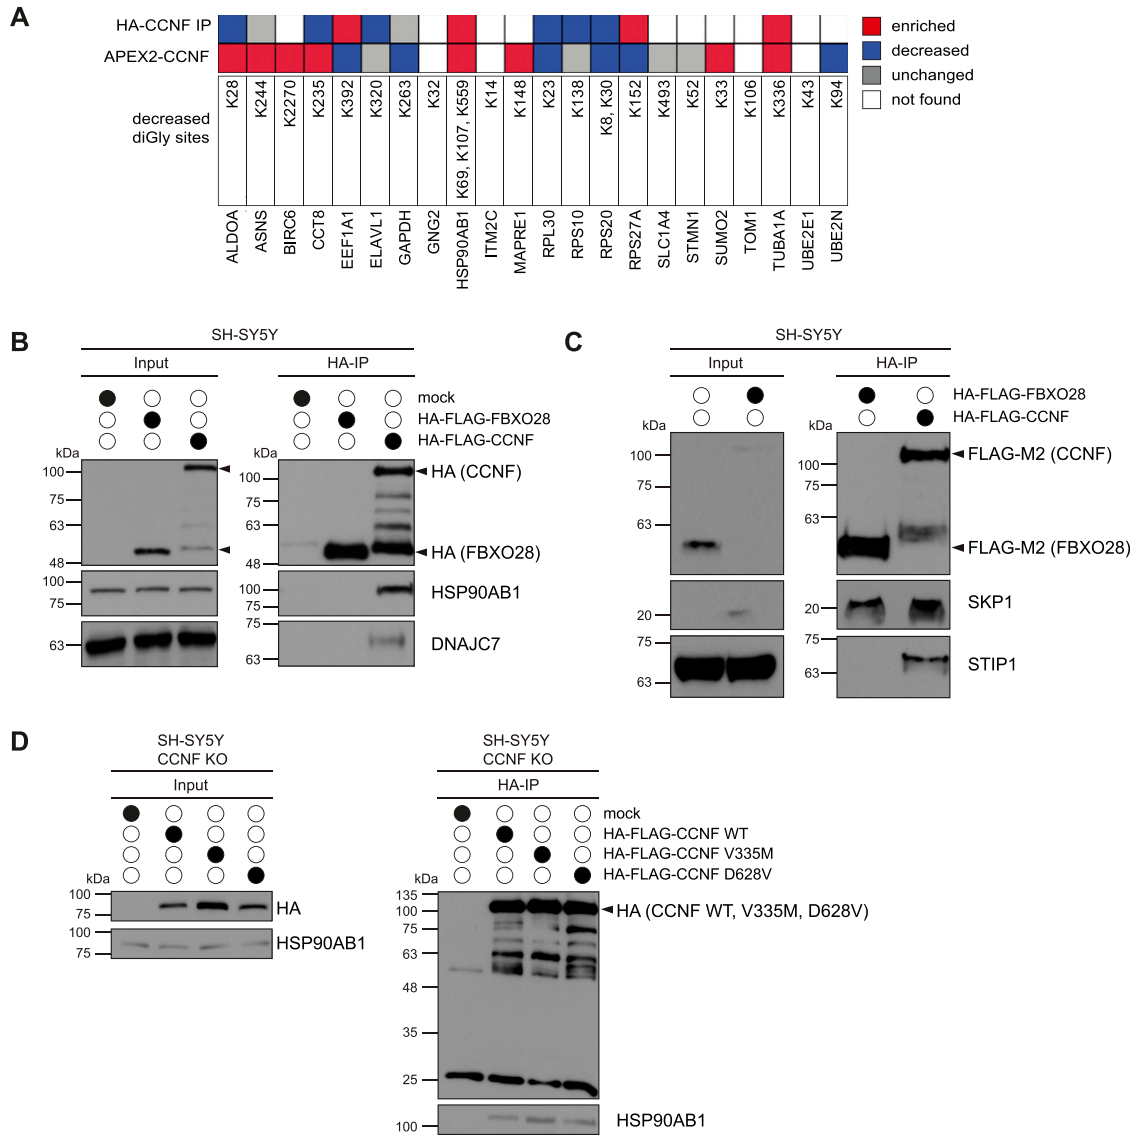 A
HA-CCNF IP
APEX2-CCNF
enriched
decreased
unchanged
not found
decreased
diGly sites
K28
K244
K2270
K235
K392
K320
K263
K32
K69, K107, K559
K14
K148
K23
K138
K8, K30
K152
K493
K52
K33
K106
K336
K43
K94
ALDOA
ASNS
BIRC6
CCT8
EEF1A1
ELAVL1
GAPDH
GNG2
HSP90AB1
ITM2C
MAPRE1
RPL30
RPS10
RPS20
RPS27A
SLC1A4
STMN1
SUMO2
TOM1
TUBA1A
UBE2E1
UBE2N
B
SH-SY5Y
Input
HA-IP
mock
HA-FLAG-FBXO28
HA-FLAG-CCNF
kDa
100
75
63
48
100
75
63
kDa
100
75
63
48
100
75
75
63
HA (CCNF)
HA (FBXO28)
HSP90AB1
DNAJC7
C
SH-SY5Y
Input
HA-IP
HA-FLAG-FBXO28
HA-FLAG-CCNF
kDa
100
75
63
20
75
63
kDa
100
75
63
20
75
63
FLAG-M2 (CCNF)
FLAG-M2 (FBXO28)
SKP1
STIP1
D
SH-SY5Y
CCNF KO
Input
kDa
100
75
100
75
HA
HSP90AB1
SH-SY5Y
CCNF KO
HA-IP
mock
HA-FLAG-CCNF WT
HA-FLAG-CCNF V335M
HA-FLAG-CCNF D628V
kDa
135
100
75
63
48
35
25
100
HA (CCNF WT, V335M, D628V)
HSP90AB1